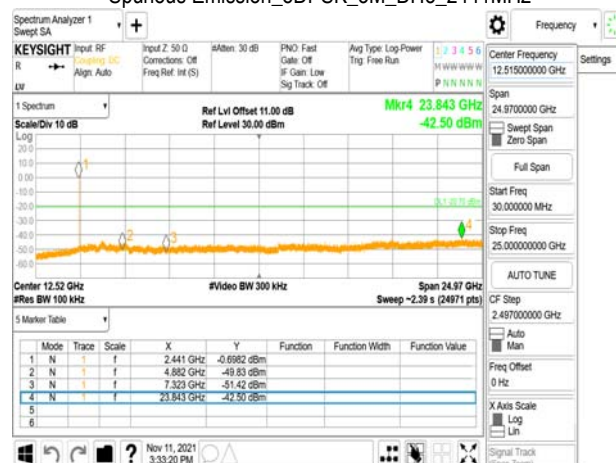 Spectrum Analyzer 1
Swept SA
+
Frequency
KEYSIGHT
R
Input: RF
Coupling: DC
Align: Auto
Input Z: 50 Ω
Corrections: Off
Freq Ref: Int (S)
#Atten: 30 dB
PNO: Fast
Gate: Off
IF Gain: Low
Sig Track: Off
Avg Type: Log-Power
Trig: Free Run
1 2 3 4 5 6
M W W W W W
P N N N N N
Center Frequency
12.515000000 GHz
Settings
Span
24.9700000 GHz
Swept Span
Zero Span
Full Span
Start Freq
30.000000 MHz
Stop Freq
25.000000000 GHz
AUTO TUNE
CF Step
2.497000000 GHz
Auto
Man
Freq Offset
0 Hz
X Axis Scale
Log
Lin
Signal Track
1 Spectrum
Scale/Div 10 dB
Log
Ref Lvl Offset 11.00 dB
Ref Level 30.00 dBm
Mkr4 23.843 GHz
-42.50 dBm
20.0
10.0
0.00
-10.0
-20.0
-30.0
-40.0
-50.0
-60.0
1
2
3
4
Center 12.52 GHz
#Res BW 100 kHz
#Video BW 300 kHz
Span 24.97 GHz
Sweep ~2.39 s (24971 pts)
5 Marker Table
Mode Trace Scale X Y Function Function Width Function Value
1 N 1 f 2.441 GHz -0.6982 dBm
2 N 1 f 4.882 GHz -49.83 dBm
3 N 1 f 7.323 GHz -51.42 dBm
4 N 1 f 23.843 GHz -42.50 dBm
5
6
?
Nov 11, 2021
3:33:20 PM